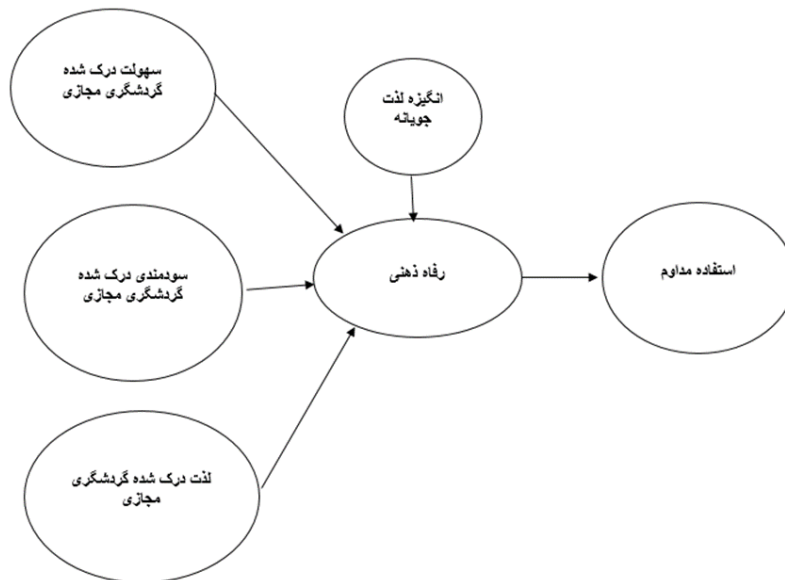 سهولت درک شده
گردشگری مجازی
انگیزه لذت
جویانه
سودمندی درک شده
گردشگری مجازی
رفاه ذهنی
استفاده مداوم
لذت درک شده گردشگری
مجازی